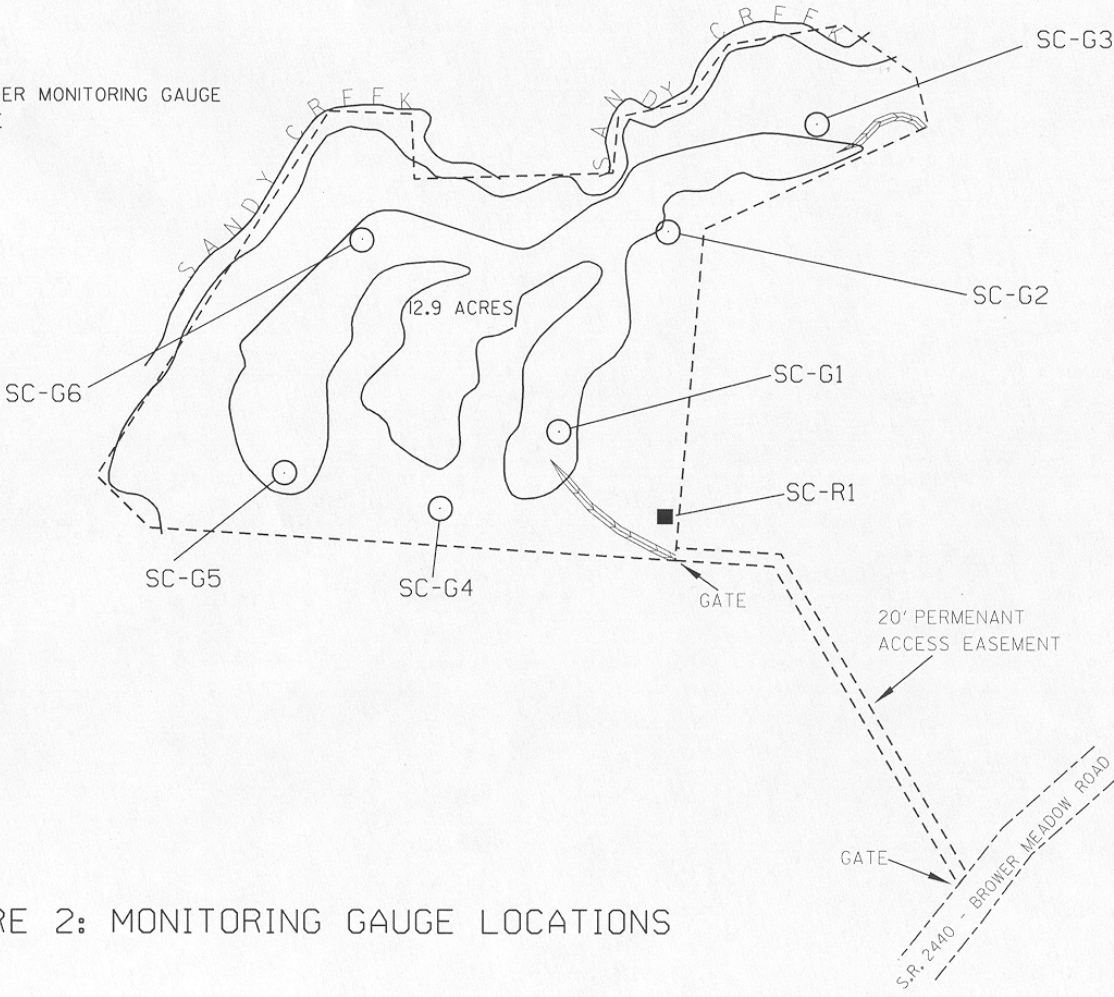 SANDY CREEK
SANDY CREEK
SC-G3
ER MONITORING GAUGE
SC-G2
12.9 ACRES
SC-G6
SC-G1
SC-R1
SC-G5
SC-G4
GATE
20' PERMENANT
ACCESS EASEMENT
GATE
S.R. 2440 - BROWER MEADOW ROAD
RE 2: MONITORING GAUGE LOCATIONS